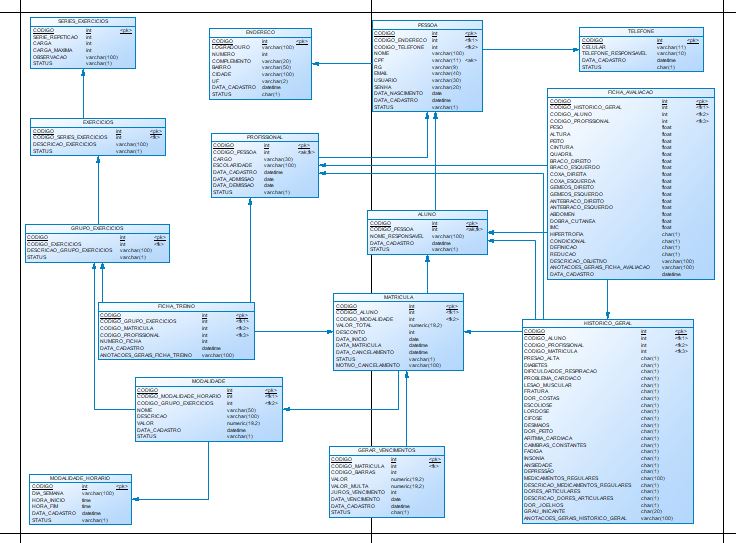 SERIES_EXERCICIOS
CODIGO int <pk>
SERIE_REPETICAO int
CARGA int
CARGA_MAXIMA int
OBSERVACAO varchar(100)
STATUS varchar(1)
ENDERECO
CODIGO int <pk>
LOGRADOURO varchar(100)
NUMERO int
COMPLEMENTO varchar(20)
BAIRRO varchar(50)
CIDADE varchar(100)
UF varchar(2)
DATA_CADASTRO datetime
STATUS char(1)
PESSOA
CODIGO int <pk>
CODIGO_ENDERECO int <fk1>
CODIGO_TELEFONE int <fk2>
NOME varchar(100)
CPF varchar(11) <ak>
RG varchar(9)
EMAIL varchar(40)
USUARIO varchar(30)
SENHA varchar(20)
DATA_NASCIMENTO date
DATA_CADASTRO datetime
STATUS varchar(1)
TELEFONE
CODIGO int <pk>
CELULAR varchar(11)
TELEFONE_RESPONSAVEL varchar(10)
DATA_CADASTRO datetime
STATUS varchar(1)
FICHA_AVALIACAO
CODIGO int <pk>
CODIGO_HISTORICO_GERAL int <fk1>
CODIGO_ALUNO int <fk2>
CODIGO_PROFISSIONAL int <fk3>
PESO float
ALTURA float
PEITO float
CINTURA float
QUADRIL float
BRACO_DIREITO float
BRACO_ESQUERDO float
COXA_DIREITA float
COXA_ESQUERDA float
GEMEOS_DIREITO float
GEMEOS_ESQUERDO float
ANTEBRACO_DIREITO float
ANTEBRACO_ESQUERDO float
ABDOMEN float
DOBRA_CUTANEA float
IMC float
HIPERTROFIA char(1)
CONDICIONAL char(1)
DEFINICAO char(1)
REDUCAO char(1)
DESCRICAO_OBJETIVO varchar(100)
ANOTACOES_GERAIS_FICHA_AVALIACAO varchar(100)
DATA_CADASTRO datetime
EXERCICIOS
CODIGO int <pk>
CODIGO_SERIES_EXERCICIOS int <fk>
DESCRICAO_EXERCICIOS varchar(100)
STATUS varchar(1)
PROFISSIONAL
CODIGO int <pk>
CODIGO_PESSOA int <ak,fk>
CARGO varchar(30)
ESCOLARIDADE varchar(100)
DATA_CADASTRO datetime
DATA_ADMISSAO date
DATA_DEMISSAO date
STATUS varchar(1)
GRUPO_EXERCICIOS
CODIGO int <pk>
CODIGO_EXERCICIOS int <fk>
DESCRICAO_GRUPO_EXERCICIOS varchar(100)
STATUS varchar(1)
ALUNO
CODIGO int <pk>
CODIGO_PESSOA int <ak,fk>
NOME_RESPONSAVEL varchar(100)
DATA_CADASTRO datetime
STATUS varchar(1)
FICHA_TREINO
CODIGO int <pk>
CODIGO_GRUPO_EXERCICIOS int <fk1>
CODIGO_MATRICULA int <fk2>
CODIGO_PROFISSIONAL int <fk3>
NUMERO_FICHA int
DATA_CADASTRO datetime
ANOTACOES_GERAIS_FICHA_TREINO varchar(100)
MATRICULA
CODIGO int <pk>
CODIGO_ALUNO int <fk1>
CODIGO_MODALIDADE int <fk2>
VALOR_TOTAL numeric(18,2)
DESCONTO int
DATA_INICIO date
DATA_MATRICULA datetime
DATA_CANCELAMENTO datetime
STATUS varchar(1)
MOTIVO_CANCELAMENTO varchar(100)
HISTORICO_GERAL
CODIGO int <pk>
CODIGO_ALUNO int <fk1>
CODIGO_PROFISSIONAL int <fk2>
CODIGO_MATRICULA int <fk3>
PRESAO_ALTA char(1)
DIABETES char(1)
DIFICULDADDE_RESPIRACAO char(1)
PROBLEMA_CARDIACO char(1)
LESAO_MUSCULAR char(1)
FRATURA char(1)
DOR_COSTAS char(1)
ESCOLIOSE char(1)
LORDOSE char(1)
CIFOSE char(1)
DESMAIOS char(1)
DOR_PEITO char(1)
ARITMIA_CARDIACA char(1)
CAIMBRAS_CONSTANTES char(1)
FADIGA char(1)
INSONIA char(1)
ANSIEDADE char(1)
DEPRESSÃO char(1)
MEDICAMENTOS_REGULARES char(100)
DESCRICAO_MEDICAMENTOS_REGULARES char(1)
DORES_ARTICULARES char(1)
DESCRICAO_DORES_ARTICULARES char(1)
DOR_JOELHOS char(1)
GRAU_INICANTE char(20)
ANOTACOES_GERAIS_HISTORICO_GERAL varchar(100)
MODALIDADE
CODIGO int <pk>
CODIGO_MODALIDADE_HORARIO int <fk1>
CODIGO_GRUPO_EXERCICIOS int <fk2>
NOME varchar(50)
DESCRICAO varchar(100)
VALOR numeric(18,2)
DATA_CADASTRO datetime
STATUS varchar(1)
GERAR_VENCIMENTOS
CODIGO int <pk>
CODIGO_MATRICULA int <fk>
CODIGO_BARRAS int
VALOR numeric(19,2)
VALOR_MULTA numeric(19,2)
JUROS_VENCIMENTO int
DATA_VENCIMENTO date
DATA_CADASTRO datetime
STATUS char(1)
MODALIDADE_HORARIO
CODIGO int <pk>
DIA_SEMANA varchar(100)
HORA_INICIO time
HORA_FIM time
DATA_CADASTRO datetime
STATUS varchar(1)